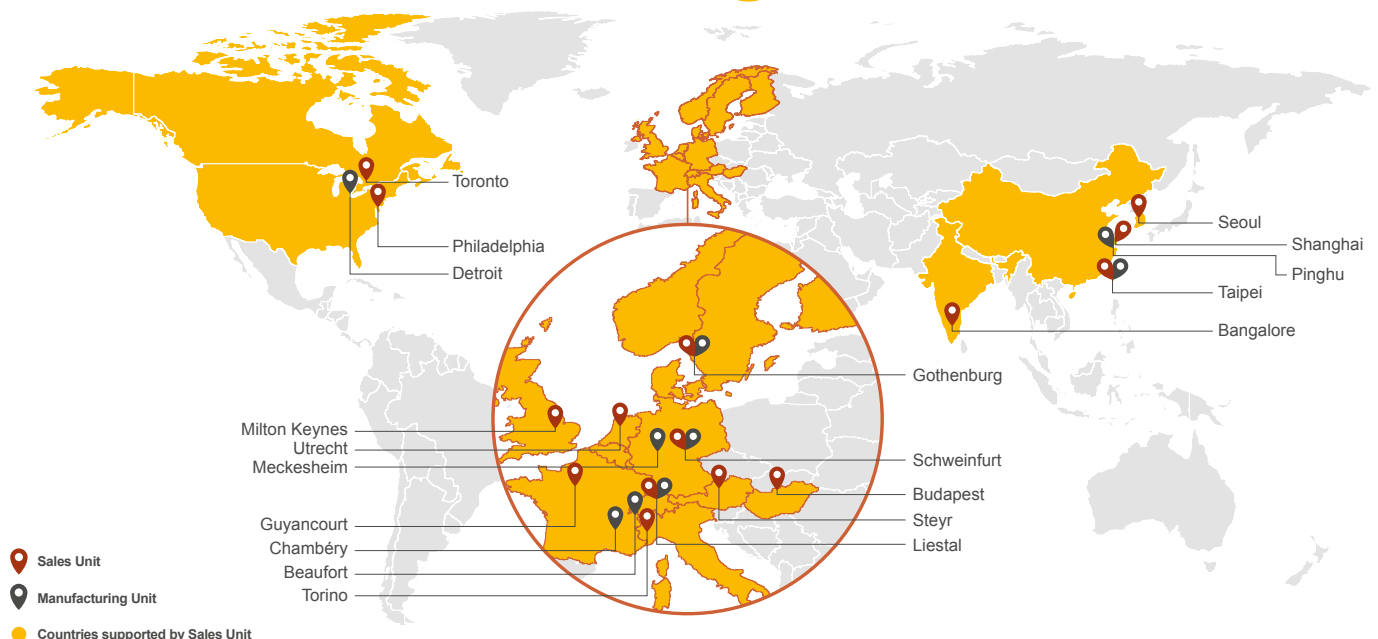 Toronto
Philadelphia
Detroit
Seoul
Shanghai
Pinghu
Taipei
Bangalore
Gothenburg
Milton Keynes
Utrecht
Meckesheim
Schweinfurt
Budapest
Steyr
Liestal
Guyancourt
Chambéry
Beaufort
Torino
Sales Unit
Manufacturing Unit
Countries supported by Sales Unit